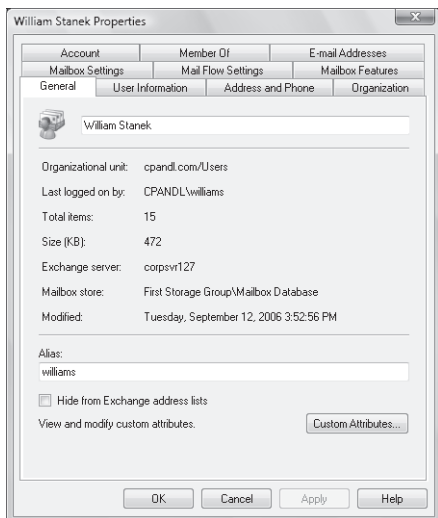 William Stanek Properties
Account Member Of E-mail Addresses
Mailbox Settings Mail Flow Settings Mailbox Features
General User Information Address and Phone Organization
William Stanek
Organizational unit: cpandl.com/Users
Last logged on by: CPANDL\williams
Total items: 15
Size (KB): 472
Exchange server: corpsvr127
Mailbox store: First Storage Group\Mailbox Database
Modified: Tuesday, September 12, 2006 3:52:56 PM
Alias:
williams
Hide from Exchange address lists
View and modify custom attributes. Custom Attributes...
OK Cancel Apply Help